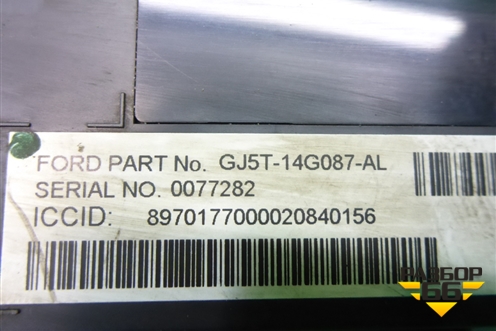 FORD PART No. GJ5T-14G087-AL
SERIAL NO. 0077282
ICCID: 8970177000020840156
РАЗБОР
66